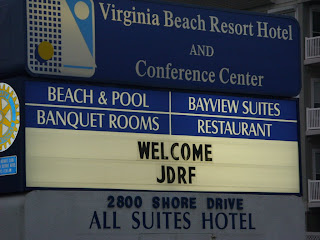 Virginia Beach Resort Hotel
AND
Conference Center
BEACH & POOL
BAYVIEW SUITES
BANQUET ROOMS
RESTAURANT
WELCOME
JDRF
2800 SHORE DRIVE
ALL SUITES HOTEL